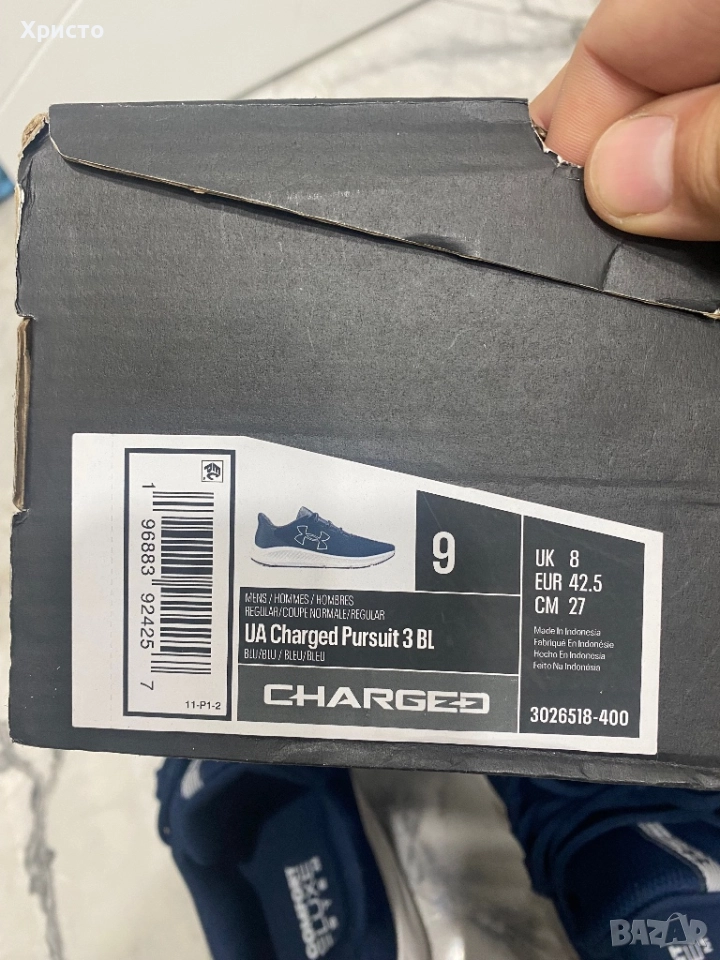 Христо
1 96883 92425 7
11-P1-2
MENS / HOMMES / HOMBRES
REGULAR/COUPE NORMALE/REGULAR
UA Charged Pursuit 3 BL
BLU/BLU / BLEU/BLEU
CHARGED
9
UK 8
EUR 42.5
CM 27
Made In Indonesia
Fabriqué En Indonésie
Hecho En Indonesia
Feito Na Indonésia
3026518-400
COMFORT
BAZAR